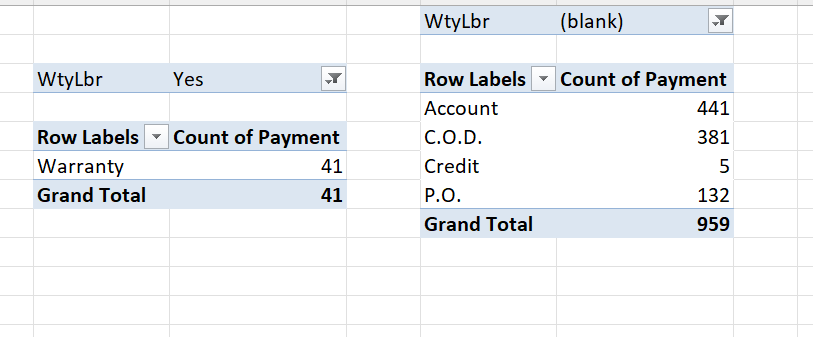 WtyLbr (blank)
WtyLbr Yes
Row Labels Count of Payment
Account 441
Row Labels Count of Payment
C.O.D. 381
Warranty 41
Credit 5
Grand Total 41
P.O. 132
Grand Total 959